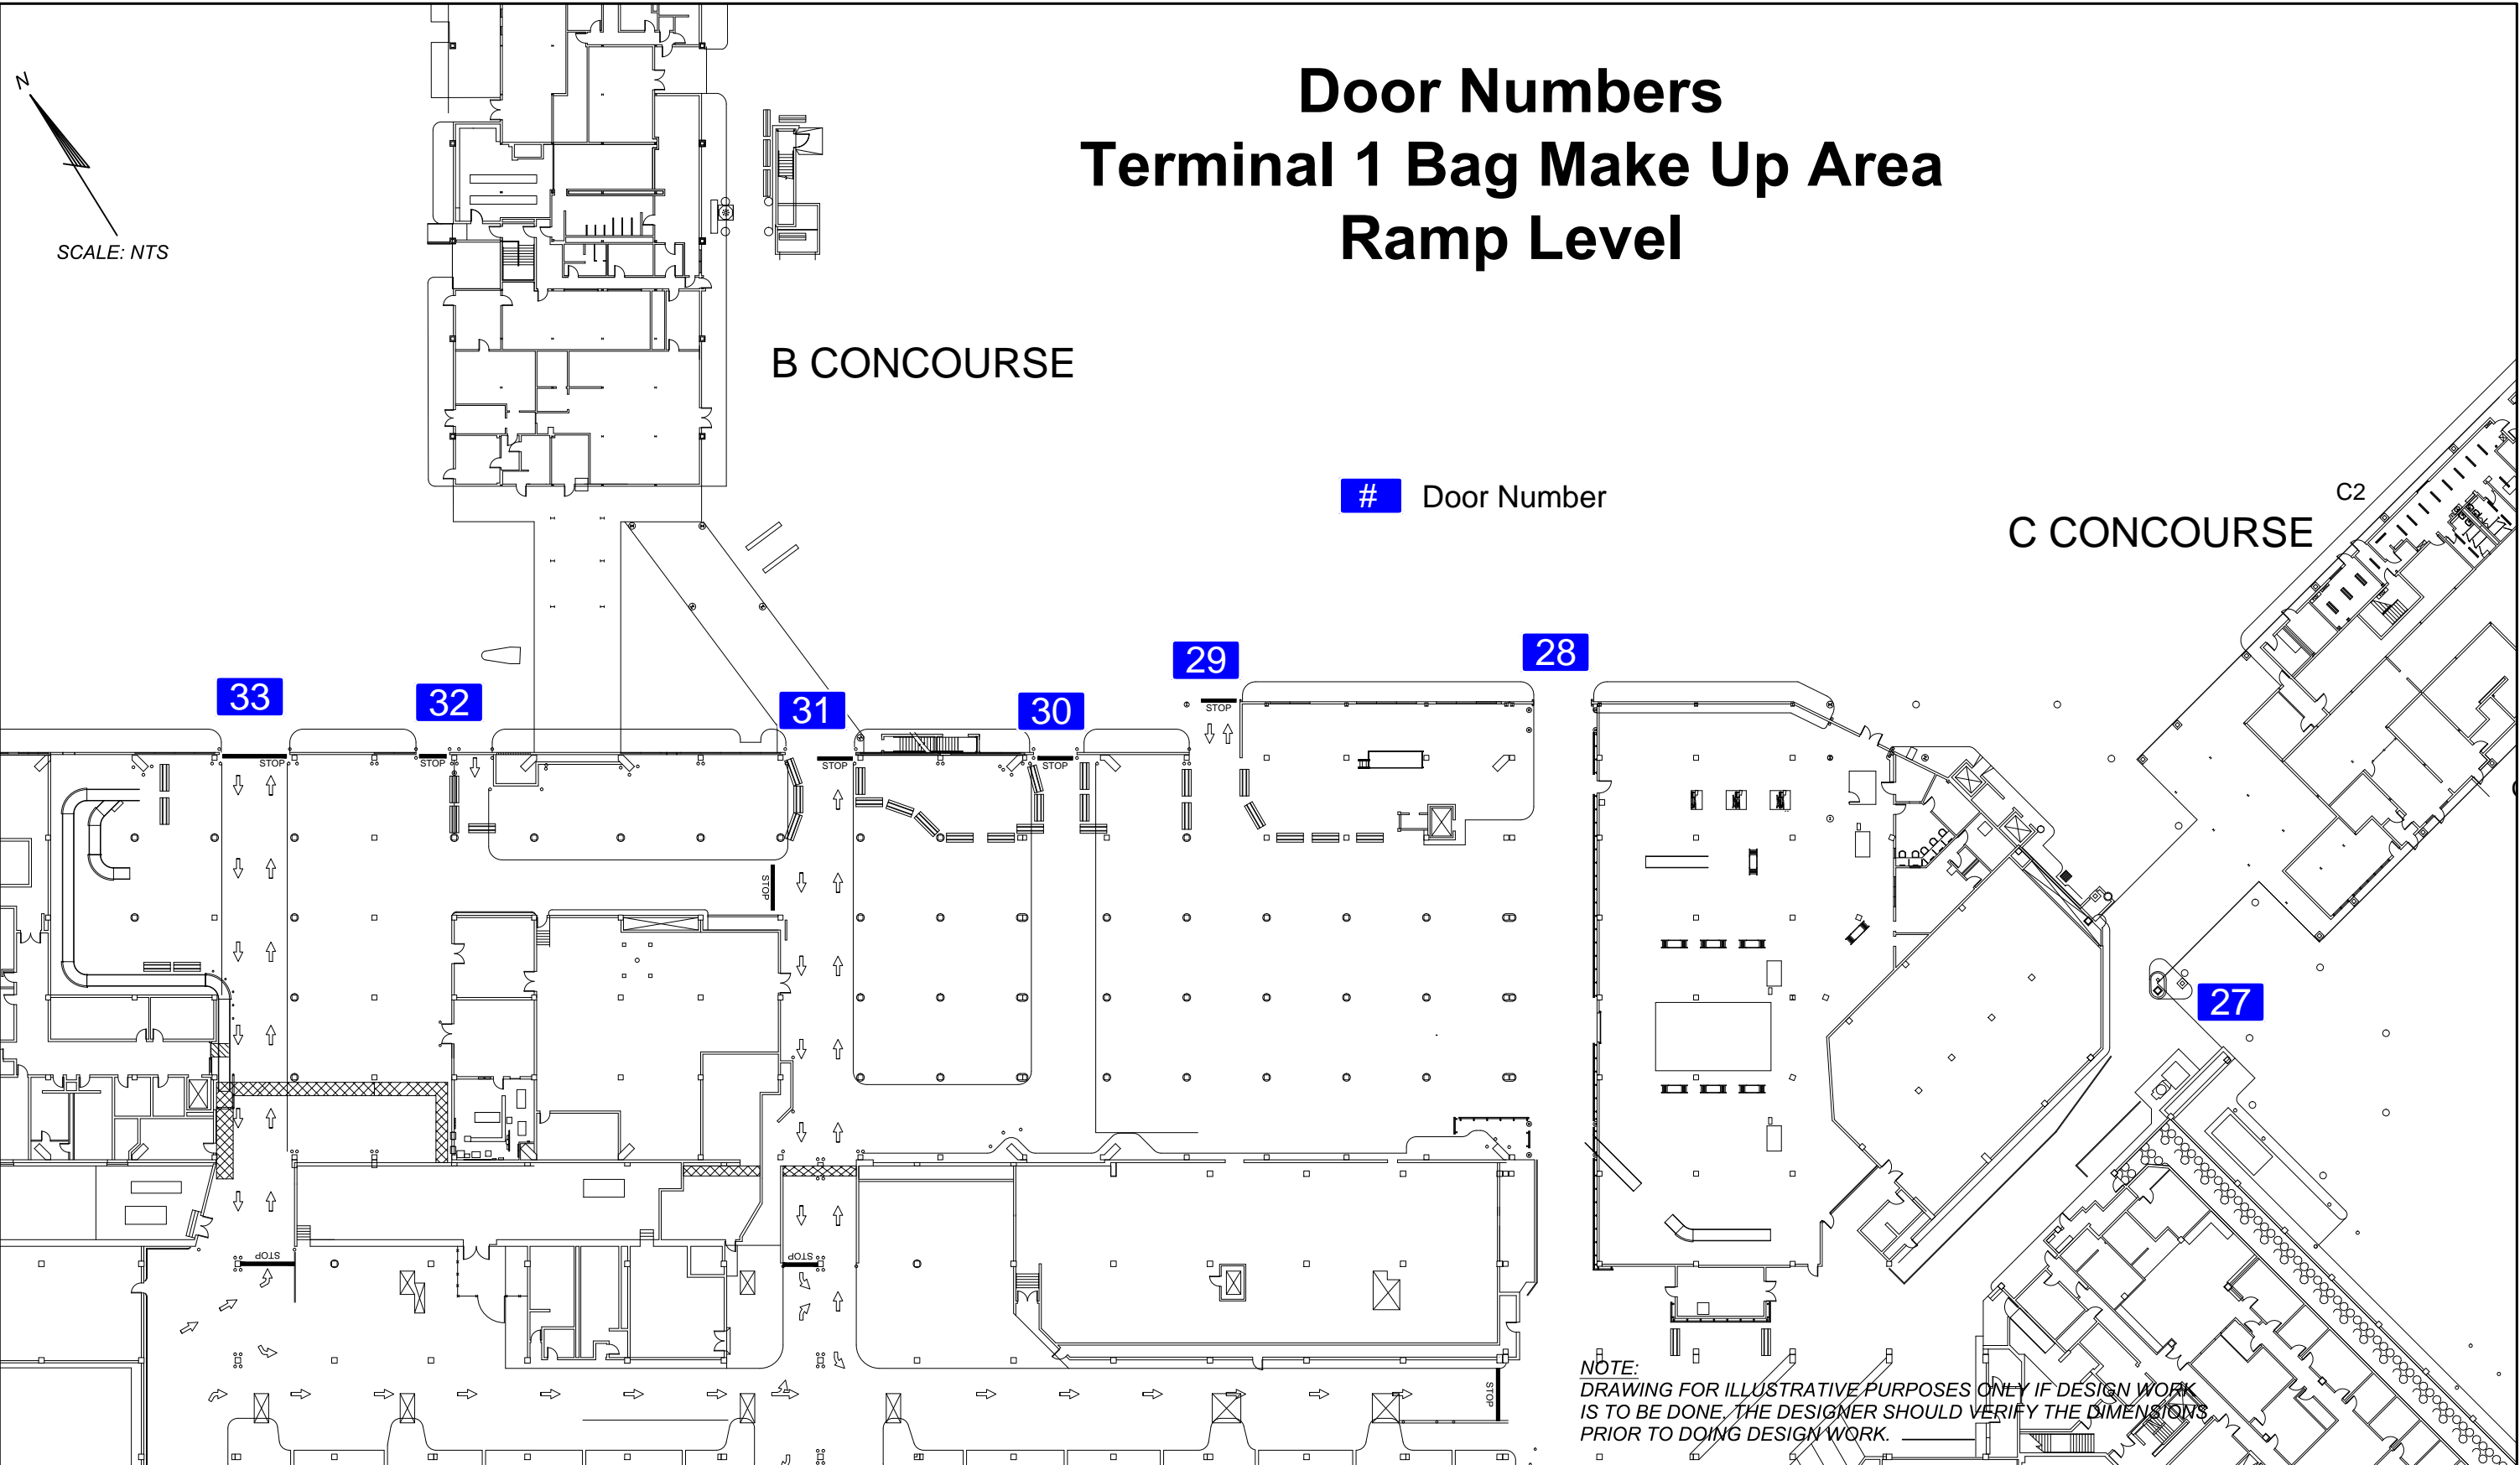 Door Numbers
Terminal 1 Bag Make Up Area
Ramp Level
N
SCALE: NTS
B CONCOURSE
# Door Number
C2
C CONCOURSE
29
28
33
32
31
30
STOP
STOP
STOP
STOP
STOP
STOP
27
STOP
STOP
STOP
NOTE:
DRAWING FOR ILLUSTRATIVE PURPOSES ONLY IF DESIGN WORK
IS TO BE DONE. THE DESIGNER SHOULD VERIFY THE DIMENSIONS
PRIOR TO DOING DESIGN WORK.